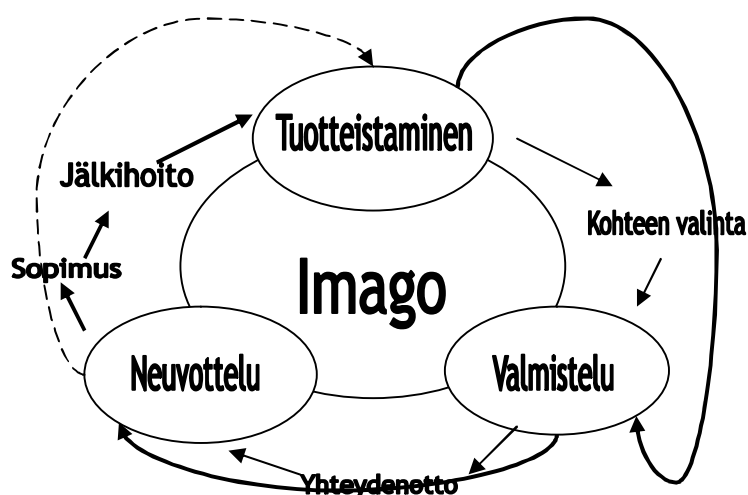 Tuotteistaminen
Jälkihoito
Kohteen valinta
Sopimus
Imago
Neuvottelu
Valmistelu
Yhteydenotto